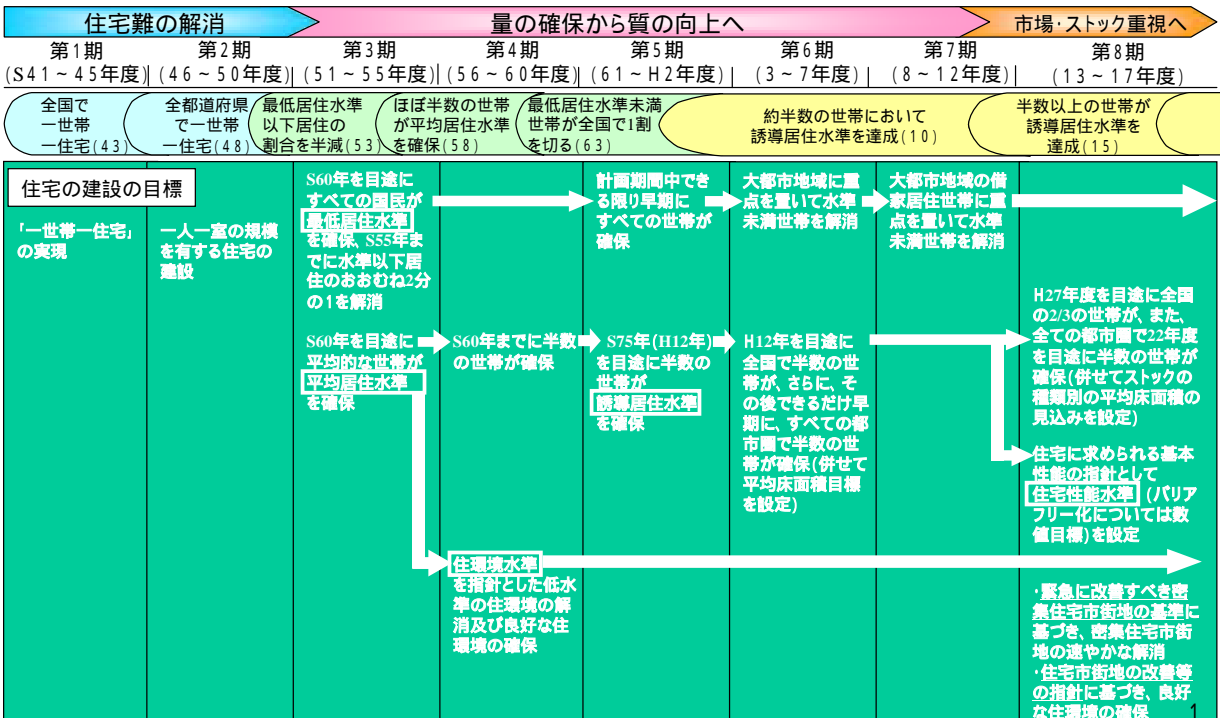 住宅難の解消
量の確保から質の向上へ
市場・ストック重視へ
第1期
(S41~45年度)
第2期
(46~50年度)
第3期
(51~55年度)
第4期
(56~60年度)
第5期
(61~H2年度)
第6期
(3~7年度)
第7期
(8~12年度)
第8期
(13~17年度)
全国で
一世帯
一住宅(43)
全都道府県
で一世帯
一住宅(48)
最低居住水準
以下居住の
割合を半減(53)
ほぼ半数の世帯
が平均居住水準
を確保(58)
最低居住水準未満
世帯が全国で1割
を切る(63)
約半数の世帯において
誘導居住水準を達成(10)
半数以上の世帯が
誘導居住水準を
達成(15)
住宅の建設の目標
「一世帯一住宅」
の実現
一人一室の規模
を有する住宅の
建設
S60年を目途に
すべての国民が
最低居住水準
を確保、S55年ま
でに水準以下居
住のおおむね2分
の1を解消
計画期間中でき
る限り早期に
すべての世帯が
確保
大都市地域に重
点を置いて水準
未満世帯を解消
大都市地域の借
家居住世帯に重
点を置いて水準
未満世帯を解消
S60年を目途に
平均的な世帯が
平均居住水準
を確保
S60年までに半数
の世帯が確保
S75年(H12年)
を目途に半数の
世帯が
誘導居住水準
を確保
H12年を目途に
全国で半数の世
帯が、さらに、そ
の後できるだけ早
期に、すべての都
市圏で半数の世
帯が確保(併せて
平均床面積目標
を設定)
H27年度を目途に全国
の2/3の世帯が、また、
全ての都市圏で22年度
を目途に半数の世帯が
確保(併せてストックの
種類別の平均床面積の
見込みを設定)
住宅に求められる基本
性能の指針として
住宅性能水準 (バリア
フリー化については数
値目標)を設定
住環境水準
を指針とした低水
準の住環境の解
消及び良好な住
環境の確保
・緊急に改善すべき密
集住宅市街地の基準に
基づき、密集住宅市街
地の速やかな解消
・住宅市街地の改善等
の指針に基づき、良好
な住環境の確保
1